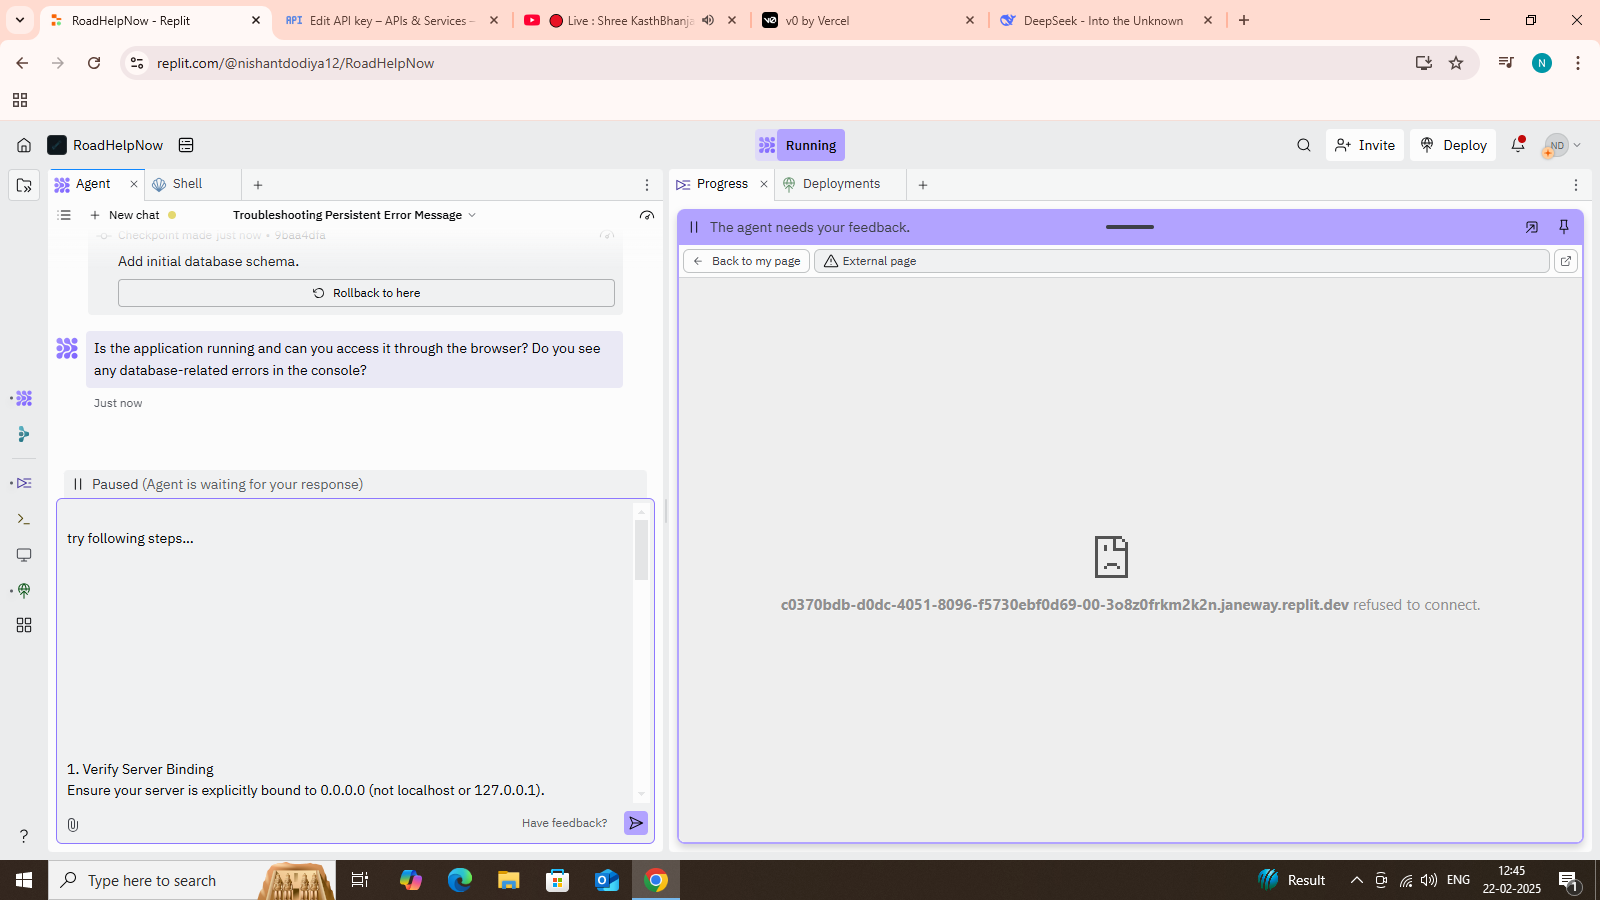 RoadHelpNow - Replit
API Edit API key – APIs & Services –
Live : Shree KasthBhanja
v0 by Vercel
DeepSeek - Into the Unknown
replit.com/@nishantdodiya12/RoadHelpNow
N
RoadHelpNow
Running
Invite
Deploy
ND
Agent
Shell
Progress
Deployments
New chat
Troubleshooting Persistent Error Message
The agent needs your feedback.
Checkpoint made just now • 9baa4dfa
Add initial database schema.
Rollback to here
Back to my page
External page
Is the application running and can you access it through the browser? Do you see
any database-related errors in the console?
Just now
Paused (Agent is waiting for your response)
try following steps...
c0370bdb-d0dc-4051-8096-f5730ebf0d69-00-3o8z0frkm2k2n.janeway.replit.dev refused to connect.
1. Verify Server Binding
Ensure your server is explicitly bound to 0.0.0.0 (not localhost or 127.0.0.1).
Have feedback?
?
Type here to search
Result
ENG
12:45
22-02-2025
1